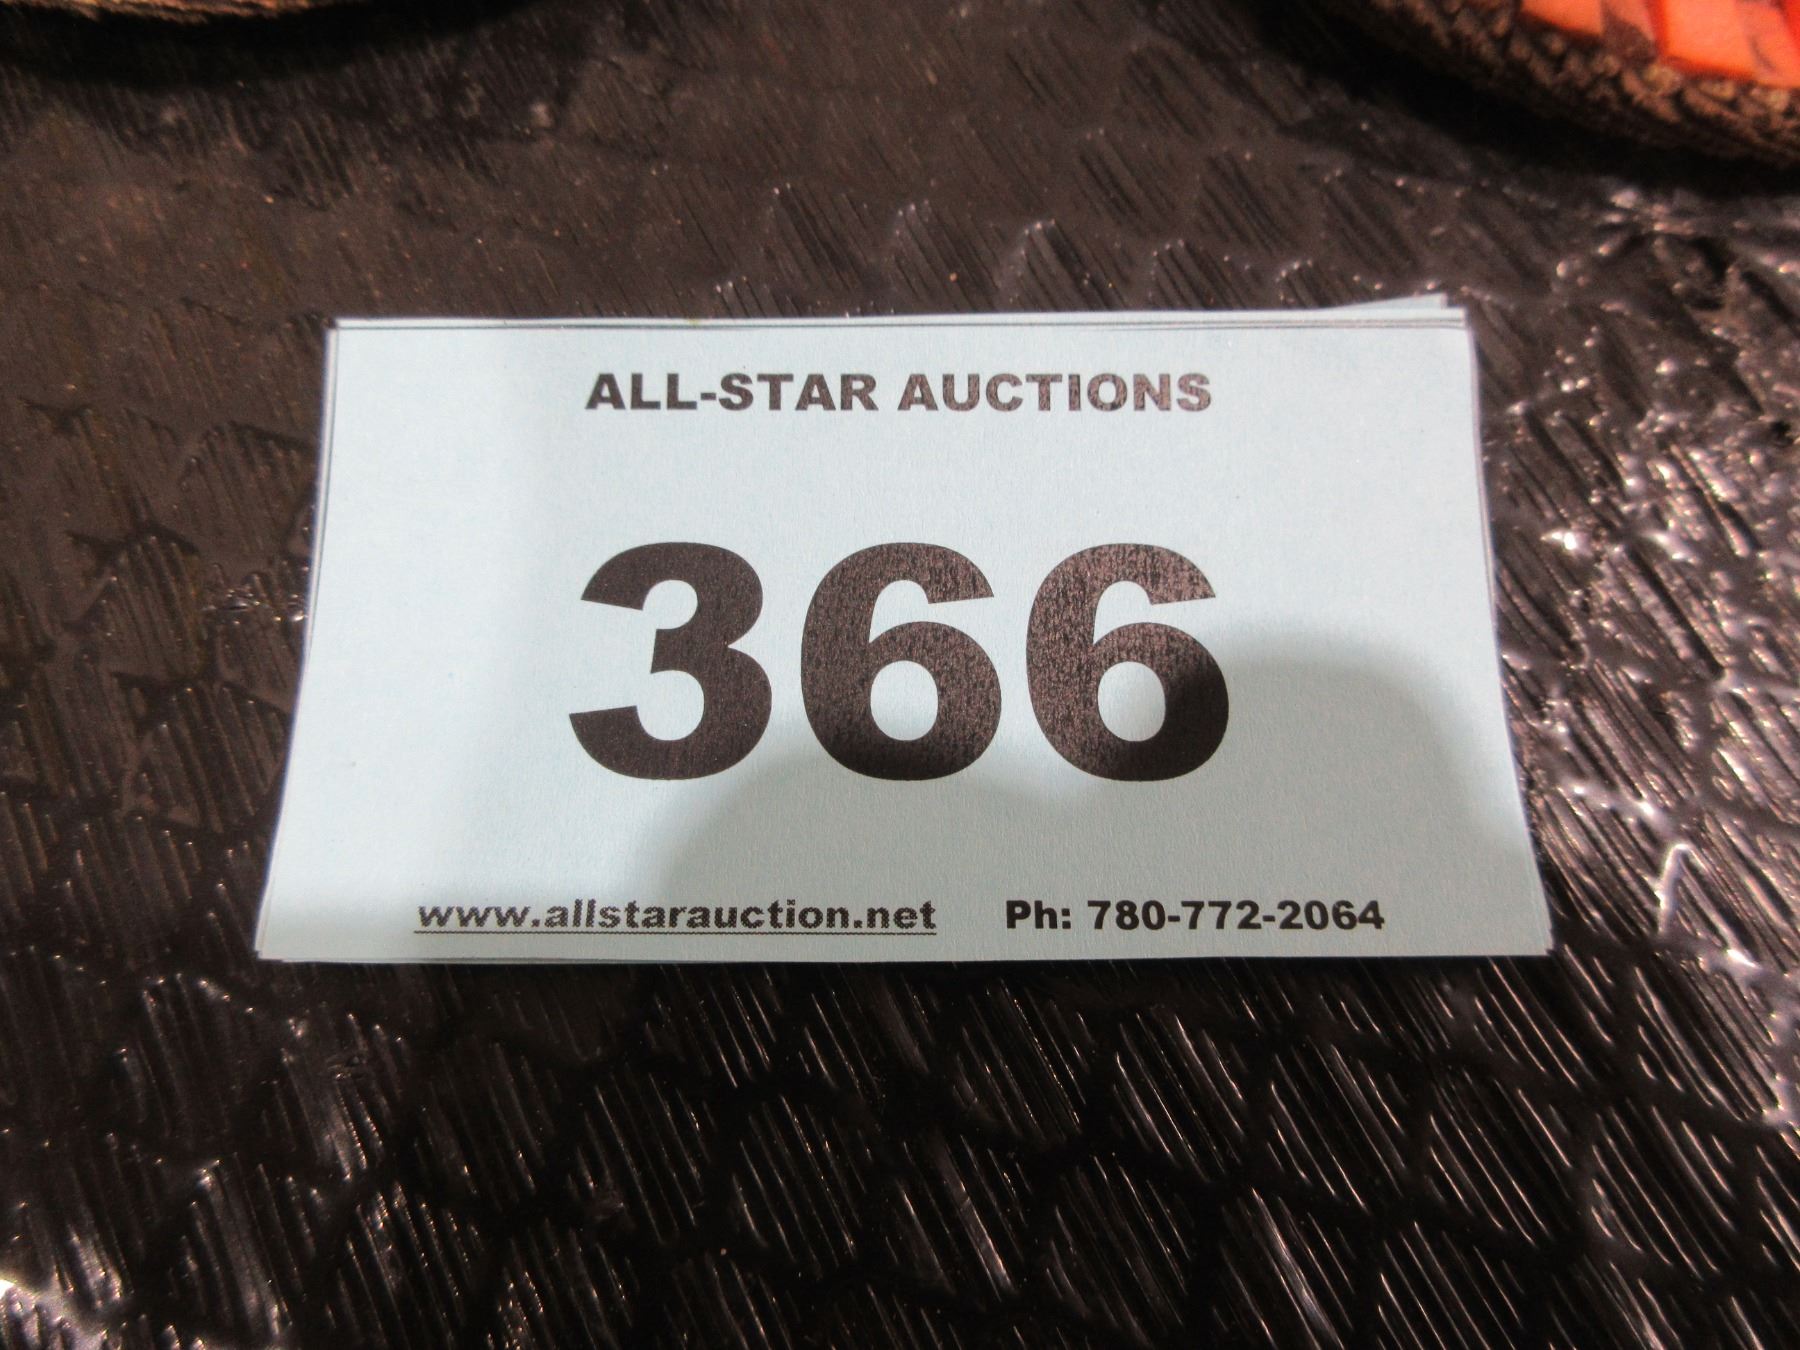 ALL-STAR AUCTIONS
366
www.allstarauction.net Ph: 780-772-2064